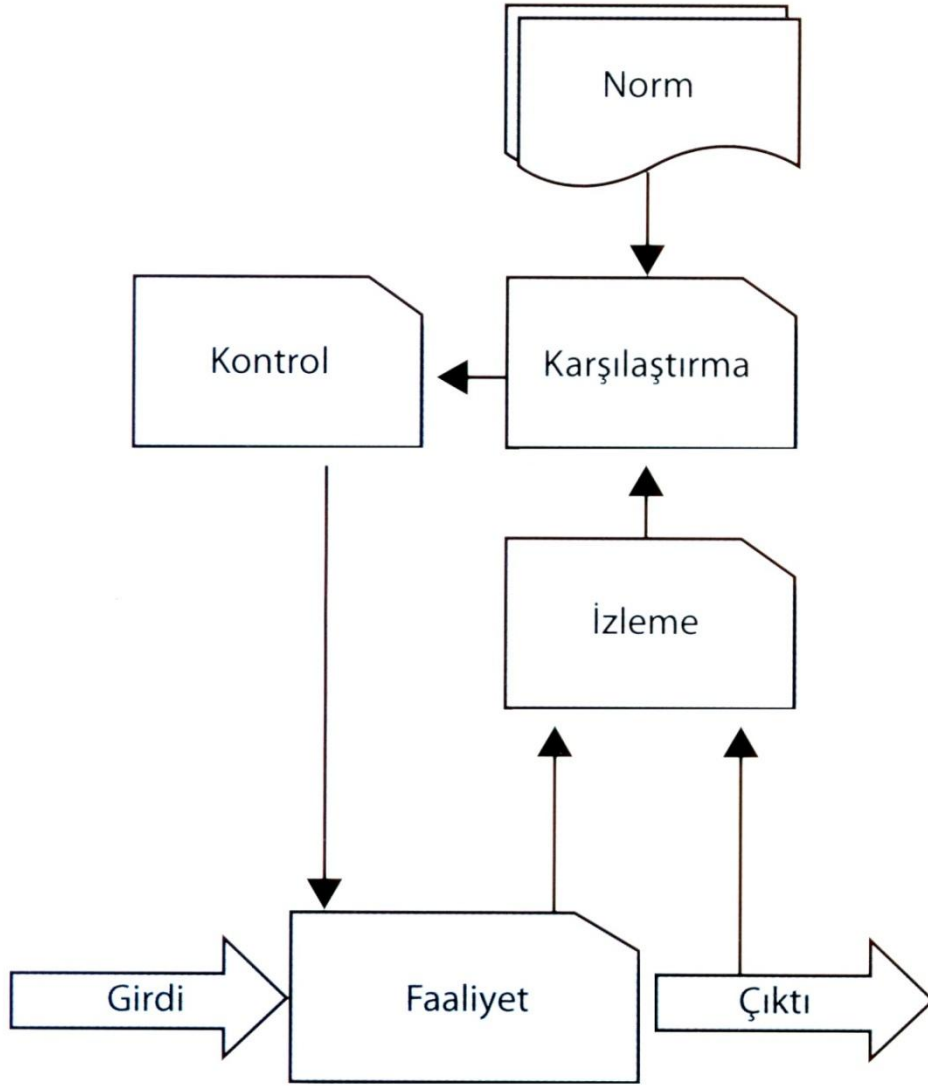 Norm
Kontrol
Karşılaştırma
İzleme
Girdi
Faaliyet
Çıktı